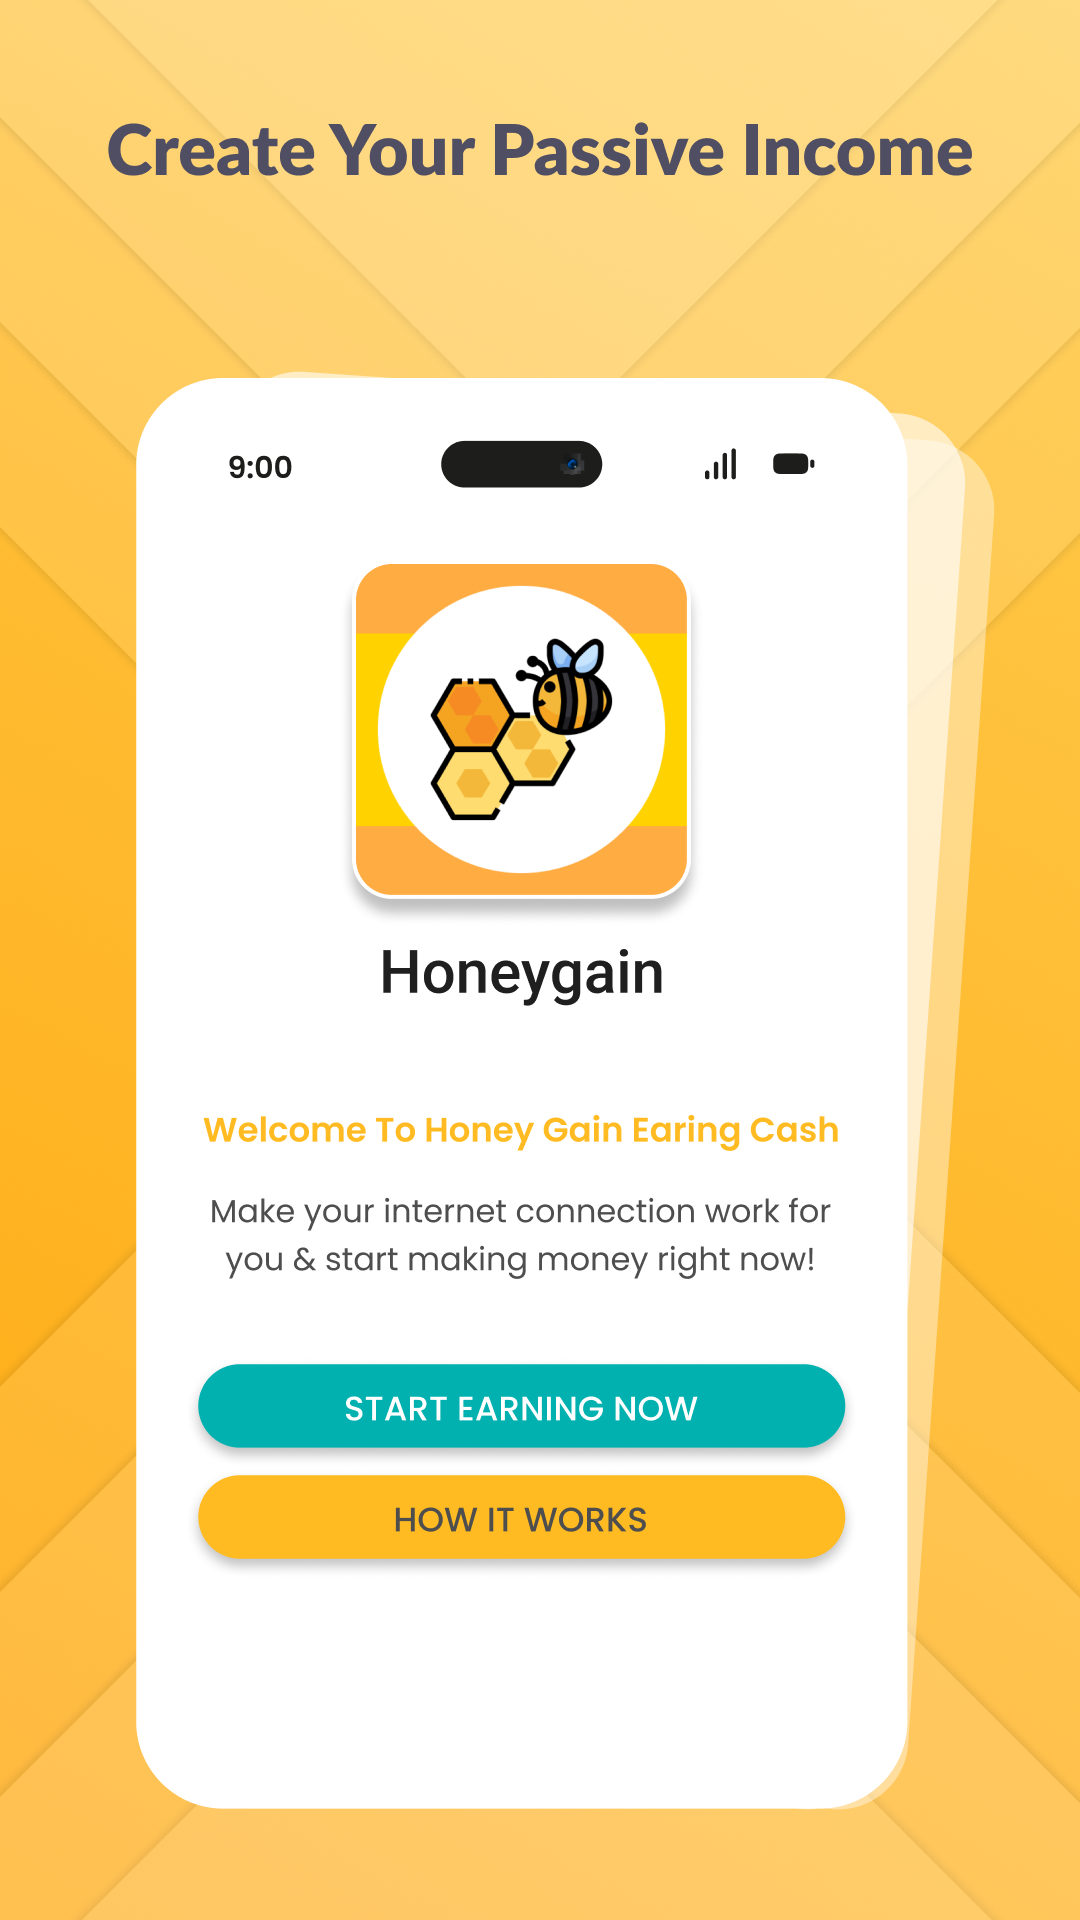 Create Your Passive Income
9:00
Honeygain
Welcome To Honey Gain Earing Cash
Make your internet connection work for
you & start making money right now!
START EARNING NOW
HOW IT WORKS